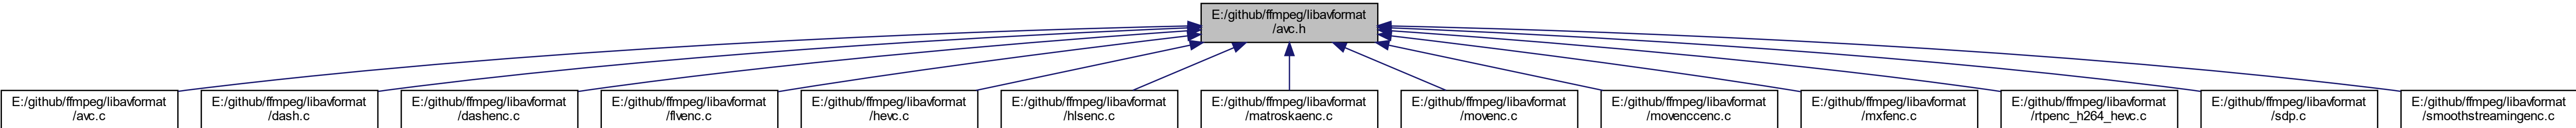 E:/github/ffmpeg/libavformat
/avc.h
E:/github/ffmpeg/libavformat
/avc.c
E:/github/ffmpeg/libavformat
/dash.c
E:/github/ffmpeg/libavformat
/dashenc.c
E:/github/ffmpeg/libavformat
/flvenc.c
E:/github/ffmpeg/libavformat
/hevc.c
E:/github/ffmpeg/libavformat
/hlsenc.c
E:/github/ffmpeg/libavformat
/matroskaenc.c
E:/github/ffmpeg/libavformat
/movenc.c
E:/github/ffmpeg/libavformat
/movenccenc.c
E:/github/ffmpeg/libavformat
/mxfenc.c
E:/github/ffmpeg/libavformat
/rtpenc_h264_hevc.c
E:/github/ffmpeg/libavformat
/sdp.c
E:/github/ffmpeg/libavformat
/smoothstreamingenc.c